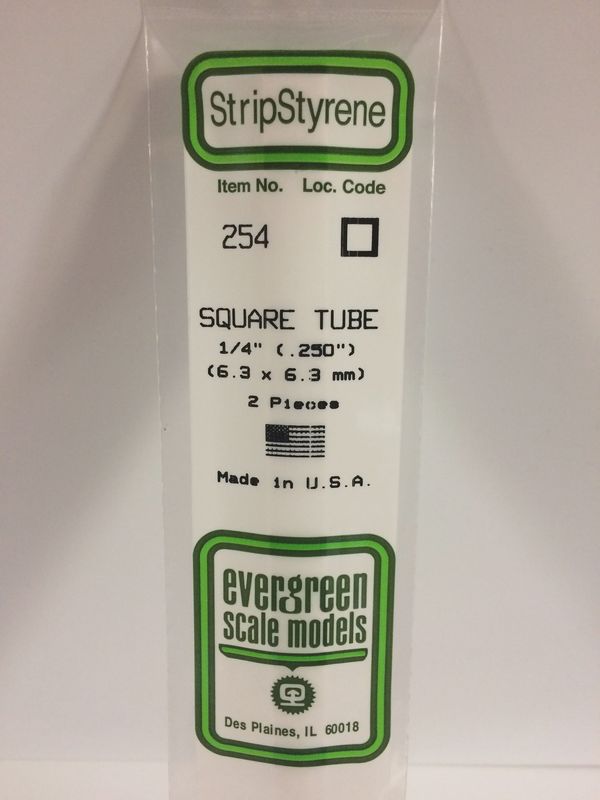 StripStyrene
Item No. Loc. Code
254
SQUARE TUBE
1/4" (.250")
(6.3 x 6.3 mm)
2 Pieces
Made in U.S.A.
evergreen
scale models
Des Plaines, IL 60018